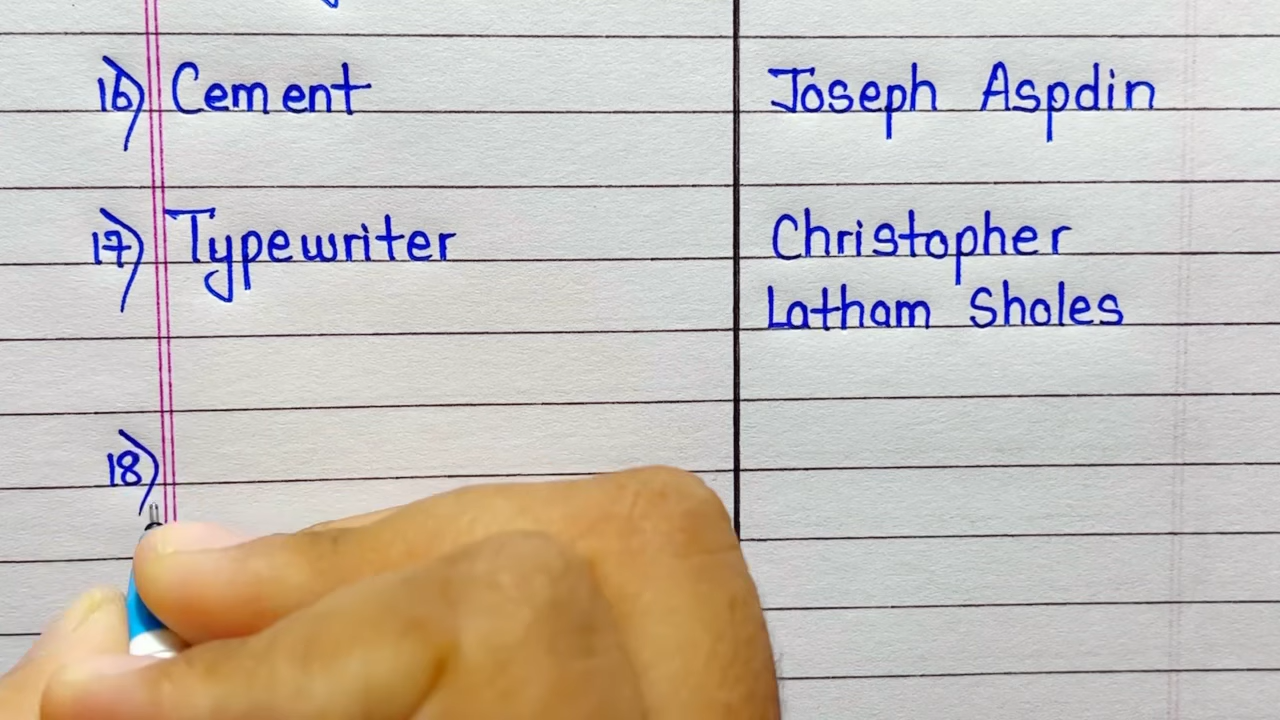 16) Cement Joseph Aspdin
17) Typewriter Christopher
Latham Sholes
18)